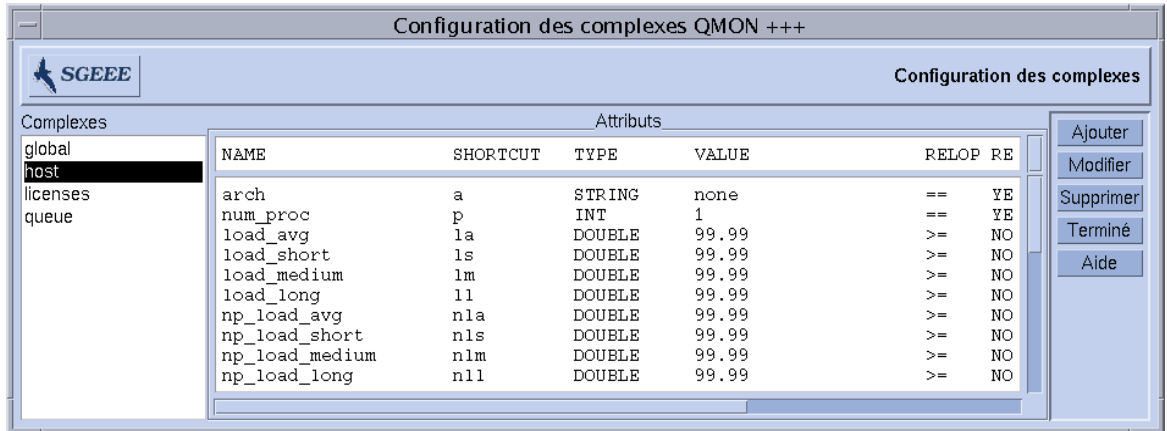 Configuration des complexes QMON +++
SGEEE
Configuration des complexes
Complexes
global
host
licenses
queue
Attributs
NAME SHORTCUT TYPE VALUE RELOP RE
arch a STRING none == YE
num_proc p INT 1 == YE
load_avg la DOUBLE 99.99 >= NO
load_short ls DOUBLE 99.99 >= NO
load_medium lm DOUBLE 99.99 >= NO
load_long ll DOUBLE 99.99 >= NO
np_load_avg nla DOUBLE 99.99 >= NO
np_load_short nls DOUBLE 99.99 >= NO
np_load_medium nlm DOUBLE 99.99 >= NO
np_load_long nll DOUBLE 99.99 >= NO
Ajouter
Modifier
Supprimer
Terminé
Aide